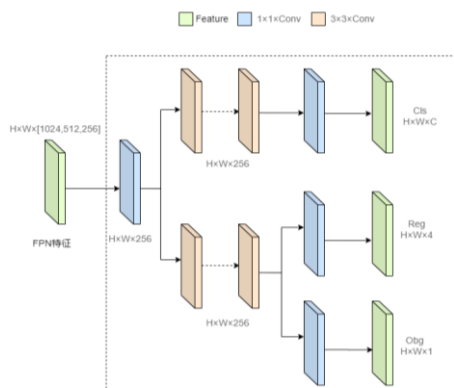 Feature 1×1×Conv 3×3×Conv
Cls
H×W×C
H×W×[1024,512,256]
H×W×256
FPN特征
H×W×256
Reg
H×W×4
H×W×256
Obg
H×W×1